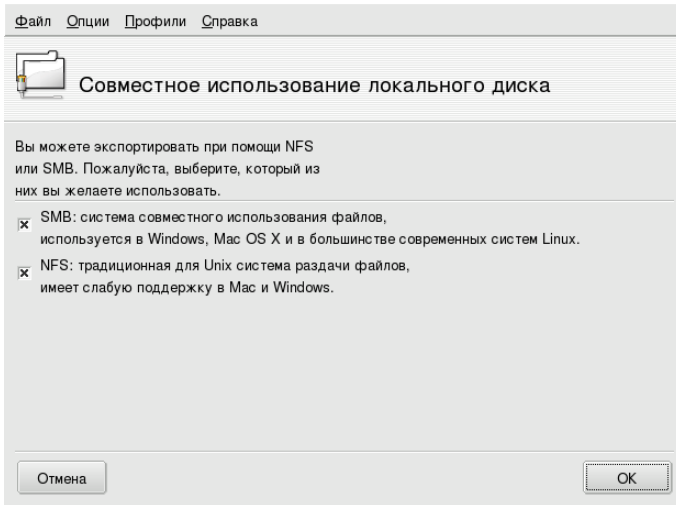 Файл Опции Профили Справка
Совместное использование локального диска
Вы можете экспортировать при помощи NFS
или SMB. Пожалуйста, выберите, который из
них вы желаете использовать.
SMB: система совместного использования файлов,
используется в Windows, Mac OS X и в большинстве современных систем Linux.
NFS: традиционная для Unix система раздачи файлов,
имеет слабую поддержку в Mac и Windows.
Отмена OK